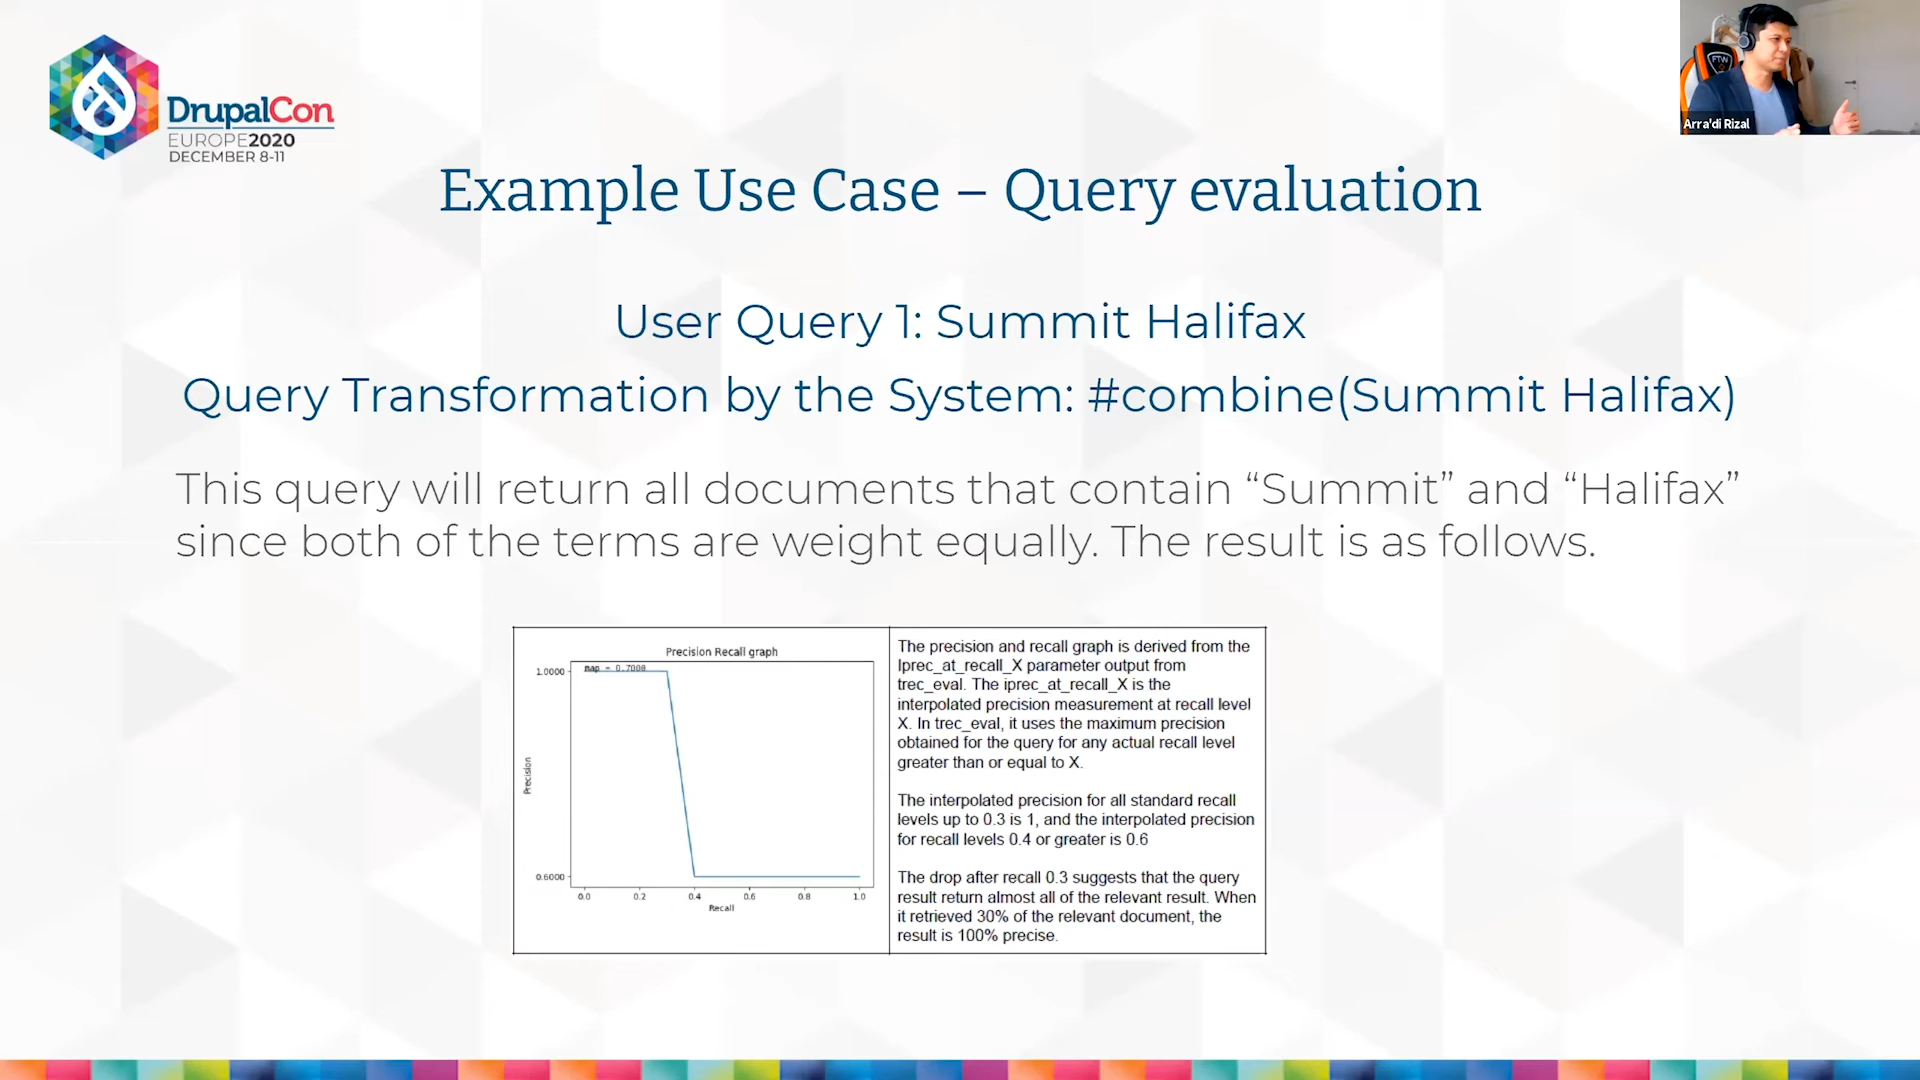 DrupalCon
EUROPE2020
DECEMBER 8-11
FTW
Arra'di Rizal
Example Use Case – Query evaluation
User Query 1: Summit Halifax
Query Transformation by the System: #combine(Summit Halifax)
This query will return all documents that contain “Summit” and “Halifax”
since both of the terms are weight equally. The result is as follows.
Precision Recall graph
map = 0.7000
1.0000
0.6000
Precision
0.0 0.2 0.4 0.6 0.8 1.0
Recall
The precision and recall graph is derived from the
Iprec_at_recall_X parameter output from
trec_eval. The iprec_at_recall_X is the
interpolated precision measurement at recall level
X. In trec_eval, it uses the maximum precision
obtained for the query for any actual recall level
greater than or equal to X.
The interpolated precision for all standard recall
levels up to 0.3 is 1, and the interpolated precision
for recall levels 0.4 or greater is 0.6
The drop after recall 0.3 suggests that the query
result return almost all of the relevant result. When
it retrieved 30% of the relevant document, the
result is 100% precise.